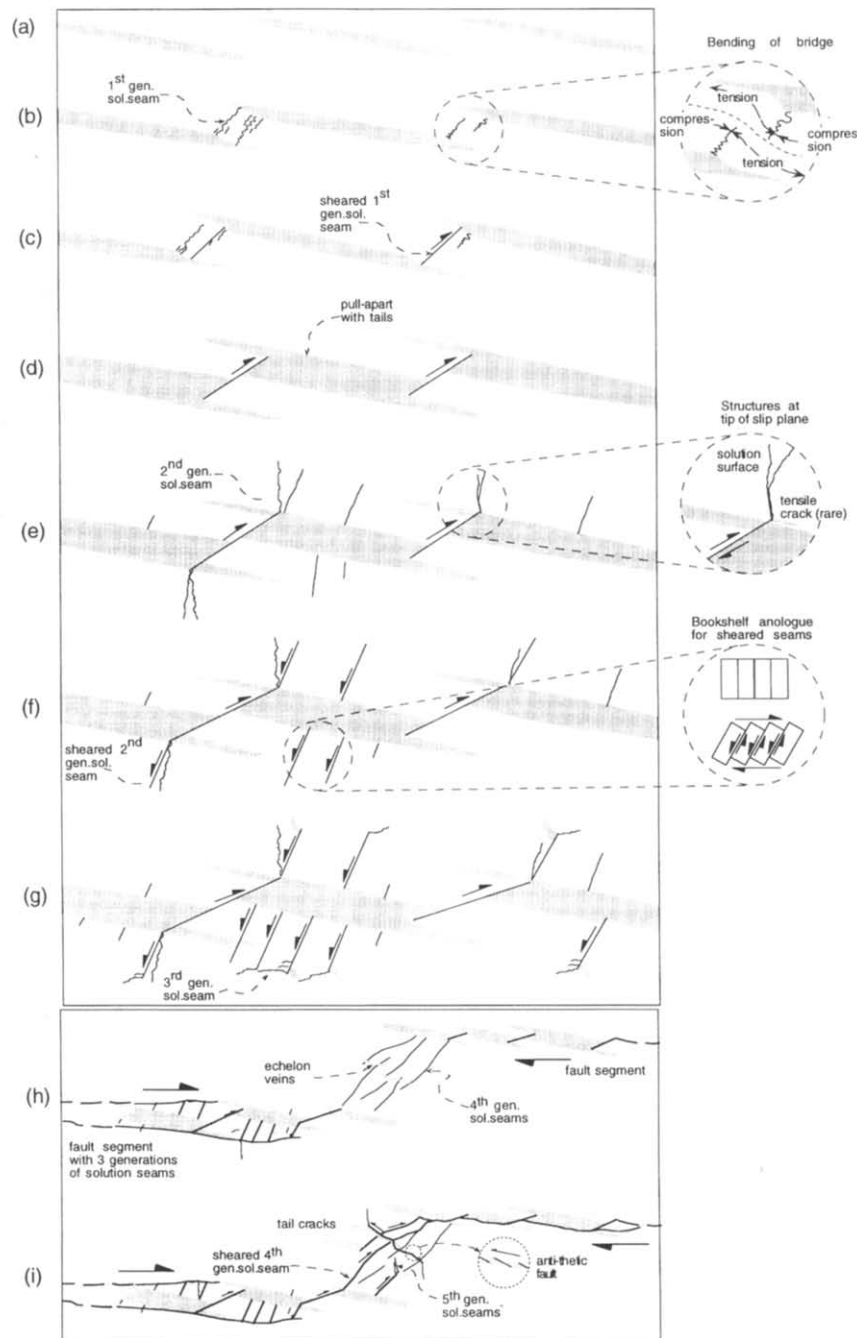 (a)
Bending of bridge
1st gen.
sol.seam
(b)
tension
compres-
sion
compres
sion
tension
(c)
sheared 1st
gen.sol.
seam
pull-apart
with tails
(d)
Structures at
tip of slip plane
2nd gen.
sol.seam
solution
surface
(e)
tensile
crack (rare)
Bookshelf anologue
for sheared seams
(f)
sheared 2nd
gen.sol.
seam
(g)
3rd gen.
sol.seam
echelon
veins
fault segment
(h)
4th gen.
sol.seams
fault segment
with 3 generations
of solution seams
tail cracks
sheared 4th
gen.sol.seam
anti-thetic
fault
(i)
5th gen.
sol.seams